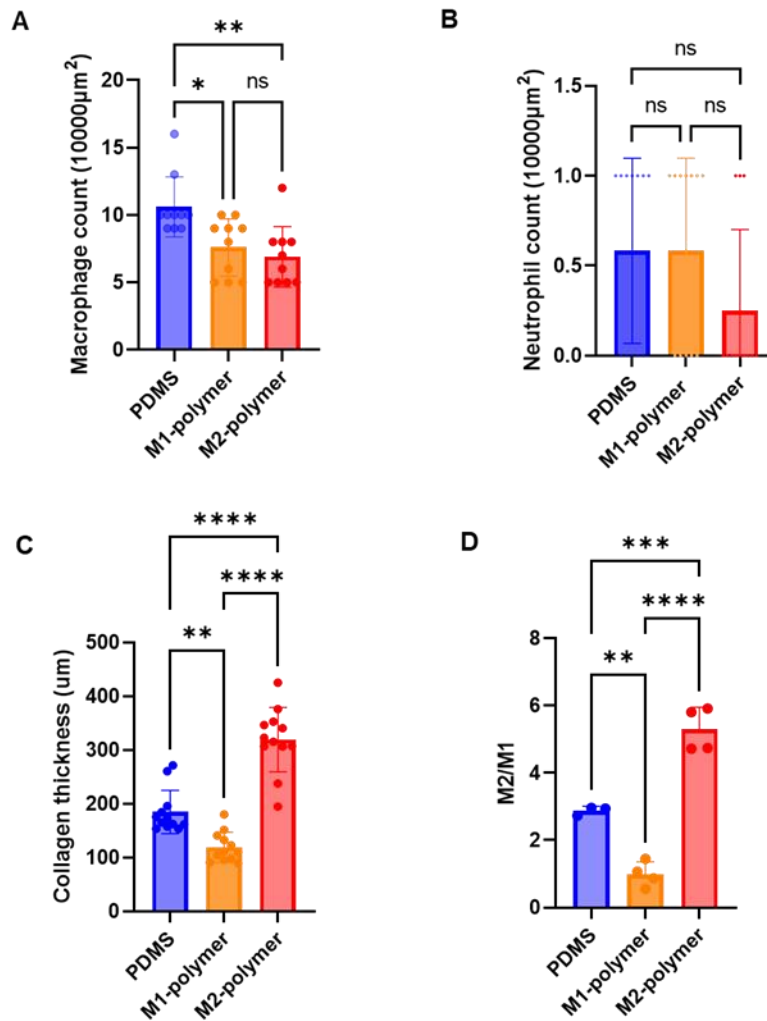 A
**
*
ns
20
15
10
5
0
Macrophage count (10000µm²)
PDMS
M1-polymer
M2-polymer
B
ns
ns
ns
1.5
1.0
0.5
0.0
Neutrophil count (10000µm²)
PDMS
M1-polymer
M2-polymer
C
****
****
**
500
400
300
200
100
0
Collagen thickness (um)
PDMS
M1-polymer
M2-polymer
D
***
****
**
8
6
4
2
0
M2/M1
PDMS
M1-polymer
M2-polymer